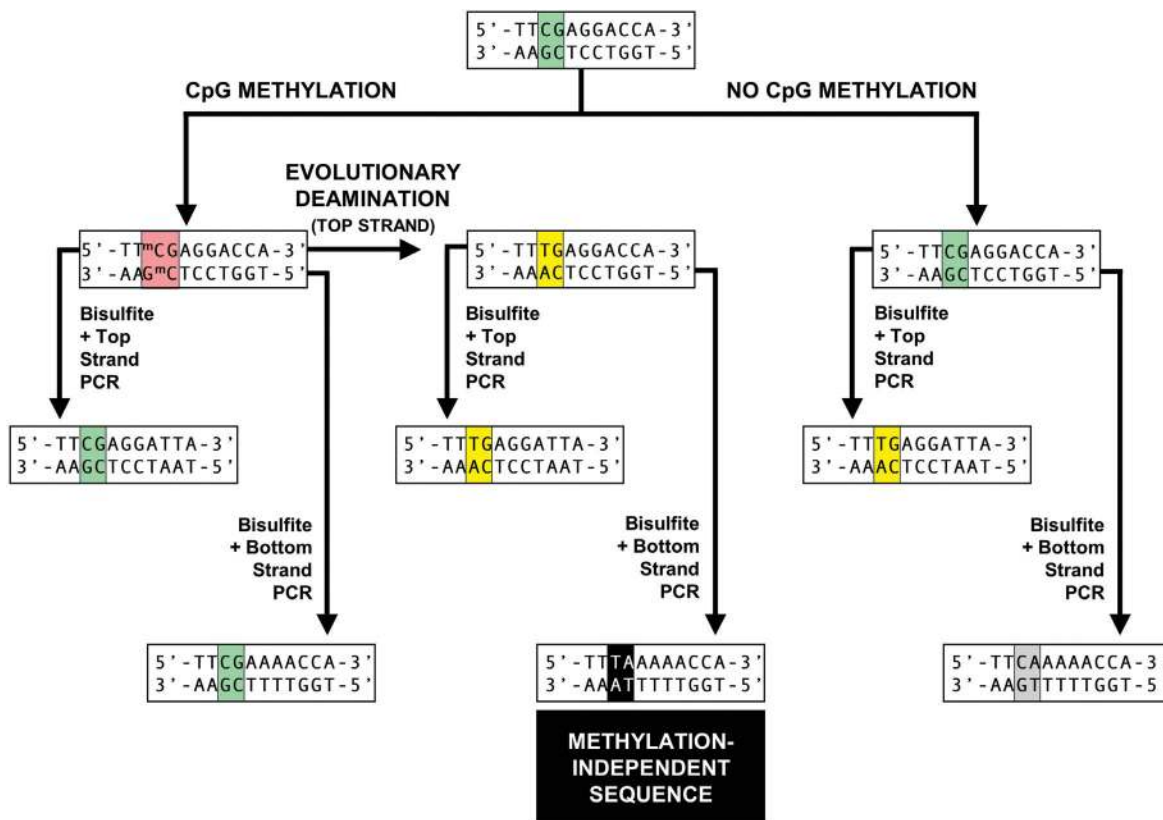 5'-TTCGAGGACCA-3'
3'-AAGCTCCTGGT-5'
CpG METHYLATION
NO CpG METHYLATION
EVOLUTIONARY
DEAMINATION
(TOP STRAND)
5'-TTᵐCGAGGACCA-3'
3'-AAGᵐCTCCTGGT-5'
5'-TTTGAGGACCA-3'
3'-AAACTCCTGGT-5'
5'-TTCGAGGACCA-3'
3'-AAGCTCCTGGT-5'
Bisulfite
+ Top
Strand
PCR
Bisulfite
+ Top
Strand
PCR
Bisulfite
+ Top
Strand
PCR
5'-TTCGAGGATTA-3'
3'-AAGCTCCTAAT-5'
5'-TTTGAGGATTA-3'
3'-AAACTCCTAAT-5'
5'-TTTGAGGATTA-3'
3'-AAACTCCTAAT-5'
Bisulfite
+ Bottom
Strand
PCR
Bisulfite
+ Bottom
Strand
PCR
Bisulfite
+ Bottom
Strand
PCR
5'-TTCGAAAACCA-3'
3'-AAGCTTTTGGT-5'
5'-TTTAAAAACCA-3'
3'-AAATTTTTGGT-5'
5'-TTCAAAAACCA-3
3'-AAGTTTTTGGT-5
METHYLATION-
INDEPENDENT
SEQUENCE